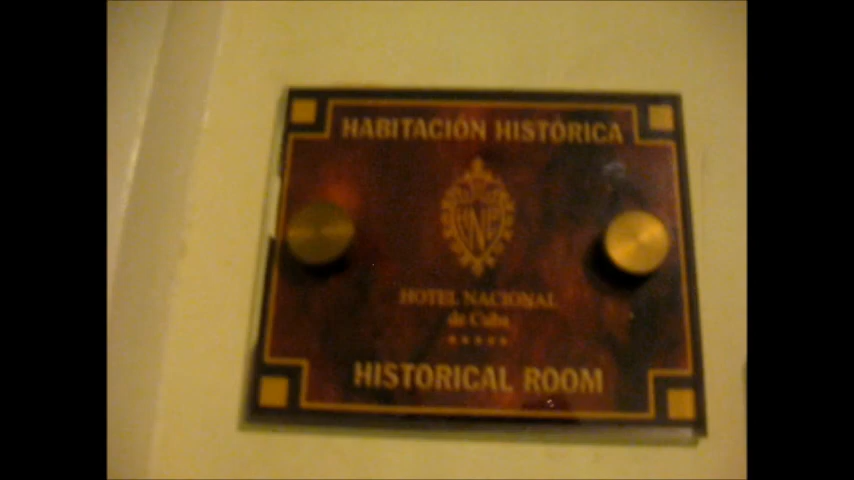 HABITACIÓN HISTÓRICA
HNC
HOTEL NACIONAL
de Cuba
HISTORICAL ROOM